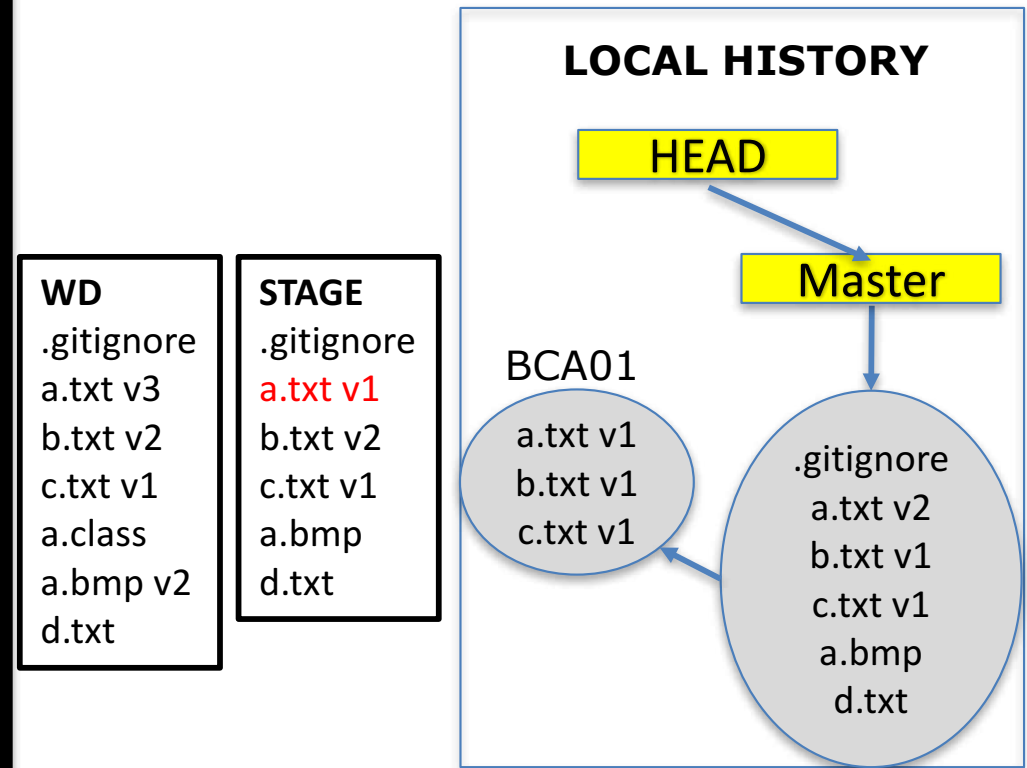 LOCAL HISTORY
HEAD
Master
WD
.gitignore
a.txt v3
b.txt v2
c.txt v1
a.class
a.bmp v2
d.txt
STAGE
.gitignore
a.txt v1
b.txt v2
c.txt v1
a.bmp
d.txt
BCA01
a.txt v1
b.txt v1
c.txt v1
.gitignore
a.txt v2
b.txt v1
c.txt v1
a.bmp
d.txt